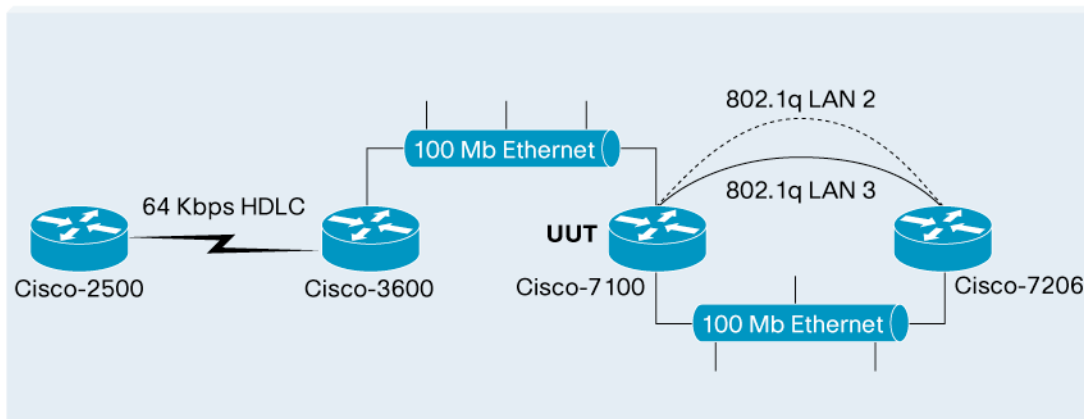 802.1q LAN 2
100 Mb Ethernet
802.1q LAN 3
64 Kbps HDLC
UUT
Cisco-2500
Cisco-3600
Cisco-7100
Cisco-7206
100 Mb Ethernet